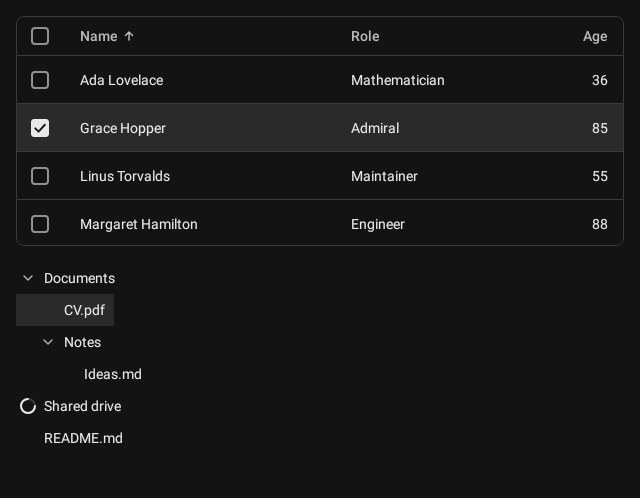 Name ↑ Role Age
Ada Lovelace Mathematician 36
Grace Hopper Admiral 85
Linus Torvalds Maintainer 55
Margaret Hamilton Engineer 88
Documents
CV.pdf
Notes
Ideas.md
Shared drive
README.md